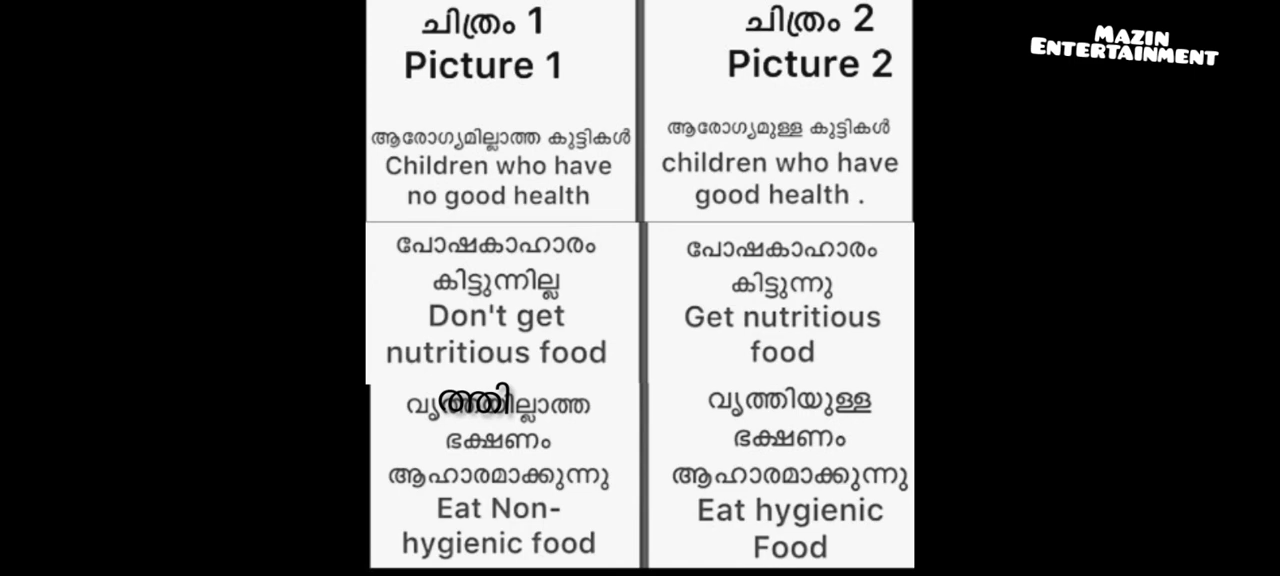 ചിത്രം 1
Picture 1
ആരോഗ്യമില്ലാത്ത കുട്ടികൾ
Children who have
no good health
പോഷകാഹാരം
കിട്ടുന്നില്ല
Don't get
nutritious food
വൃത്തിയില്ലാത്ത
ഭക്ഷണം
ആഹാരമാക്കുന്നു
Eat Non-
hygienic food
ചിത്രം 2
Picture 2
ആരോഗ്യമുള്ള കുട്ടികൾ
children who have
good health .
പോഷകാഹാരം
കിട്ടുന്നു
Get nutritious
food
വൃത്തിയുള്ള
ഭക്ഷണം
ആഹാരമാക്കുന്നു
Eat hygienic
Food
MAZIN
ENTERTAINMENT